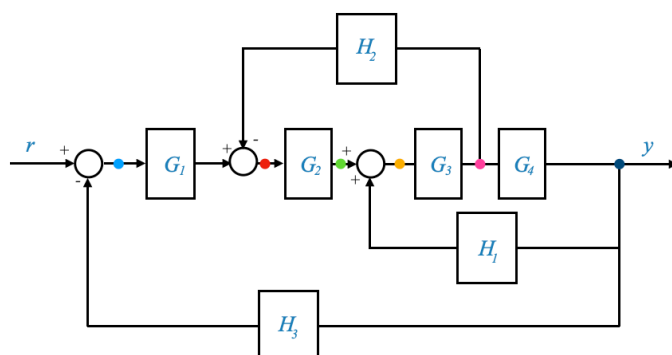 H₂
r + - G₁ + - G₂ + + G₃ G₄ y
H₁
H₃